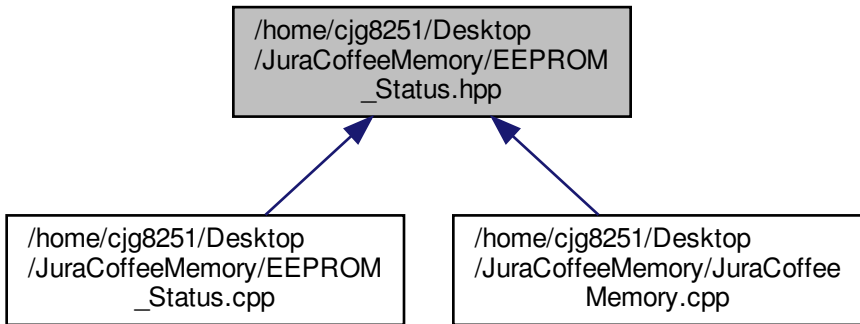 /home/cjg8251/Desktop
/JuraCoffeeMemory/EEPROM
_Status.hpp
/home/cjg8251/Desktop
/JuraCoffeeMemory/EEPROM
_Status.cpp
/home/cjg8251/Desktop
/JuraCoffeeMemory/JuraCoffee
Memory.cpp